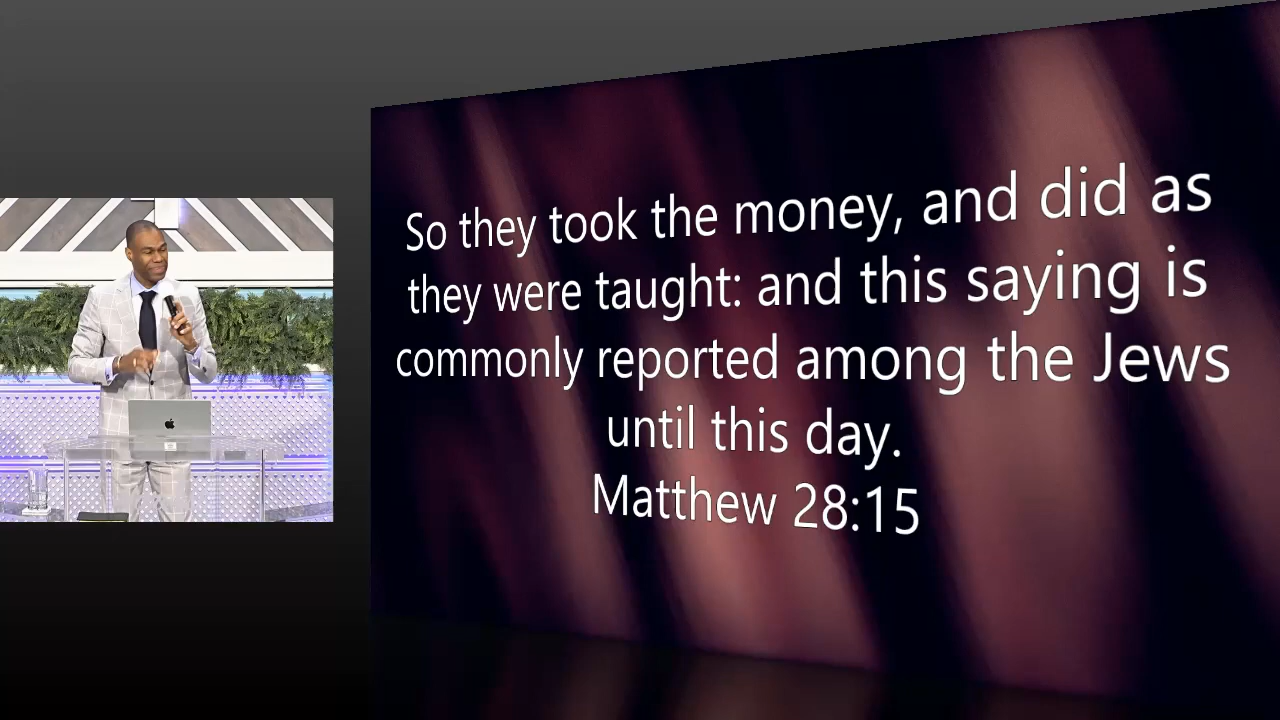 So they took the money, and did as
they were taught: and this saying is
commonly reported among the Jews
until this day.
Matthew 28:15